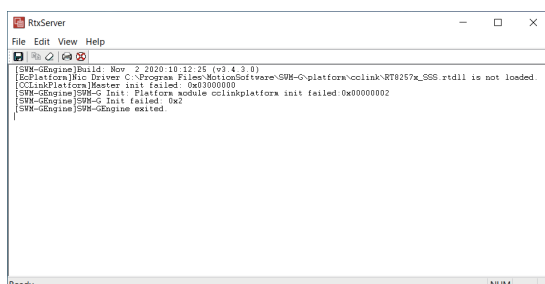 RtxServer
File Edit View Help
[SWM-GEngine]Build: Nov 2 2020:10:12:25 (v3.4.3.0)
[EcPlatform]Nic Driver C:\Program Files\MotionSoftware\SWM-G\platform\cclink\RT8257x_SSS.rtdll is not loaded.
[CCLinkPlatform]Master init failed: 0x03000000
[SWM-GEngine]SWM-G Init: Platform module cclinkplatform init failed:0x00000002
[SWM-GEngine]SWM-G Init failed: 0x2
[SWM-GEngine]SWM-GEngine exited.
Ready NUM